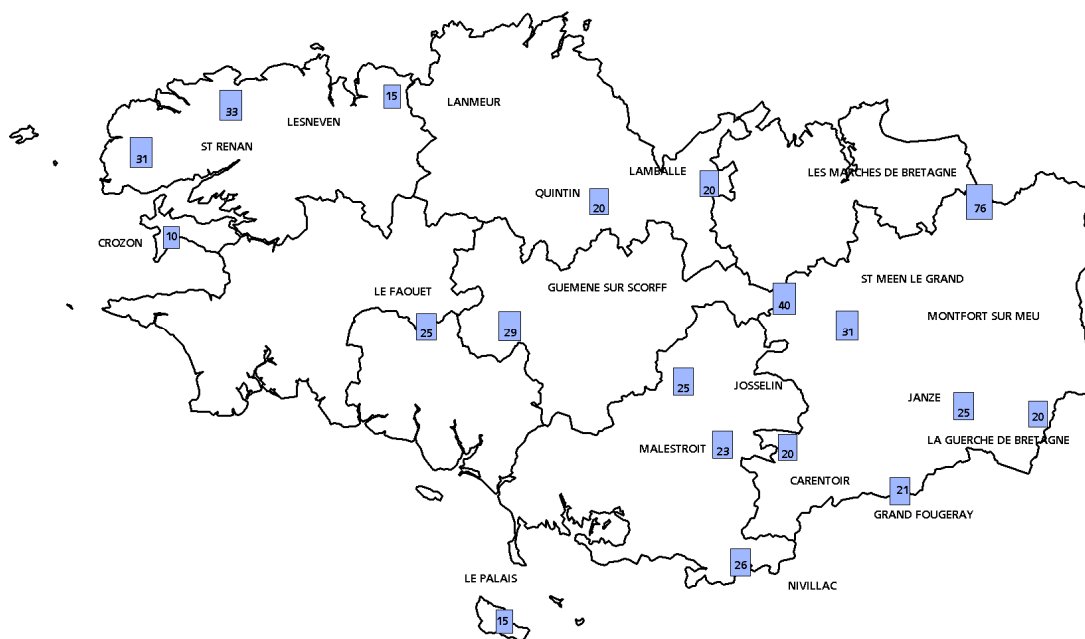 15
LANMEUR
33
LESNEVEN
ST RENAN
31
LAMBALLE
LES MARCHES DE BRETAGNE
QUINTIN
20
20
76
CROZON
10
ST MEEN LE GRAND
LE FAOUET
GUEMENE SUR SCORFF
40
MONTFORT SUR MEU
25
29
31
25
JOSSELIN
JANZE
25
20
LA GUERCHE DE BRETAGNE
MALESTROIT
23
20
CARENTOIR
21
GRAND FOUGERAY
26
LE PALAIS
NIVILLAC
15